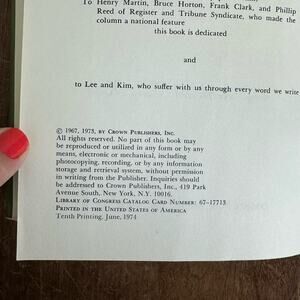 To Henry Martin, Bruce Horton, Frank Clark, and Phillip
Reed of Register and Tribune Syndicate, who made the
column a national feature
this book is dedicated
and
to Lee and Kim, who suffer with us through every word we write
© 1967, 1973, by Crown Publishers, Inc.
All rights reserved. No part of this book may
be reproduced or utilized in any form or by any
means, electronic or mechanical, including
photocopying, recording, or by any information
storage and retrieval system, without permission
in writing from the Publisher. Inquiries should
be addressed to Crown Publishers, Inc., 419 Park
Avenue South, New York, N.Y. 10016.
Library of Congress Catalog Card Number: 67-17713
Printed in the United States of America
Tenth Printing, June, 1974